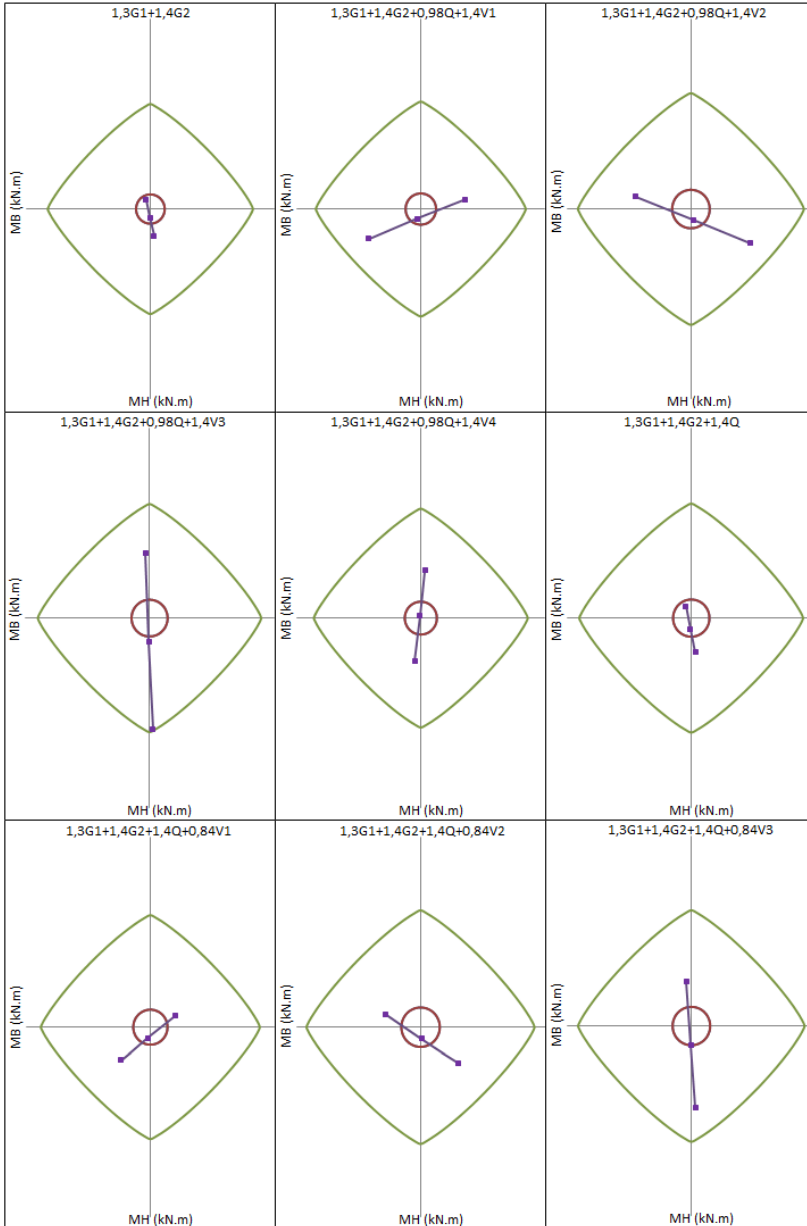 1,3G1+1,4G2
MB (kN.m)
MH (kN.m)
1,3G1+1,4G2+0,98Q+1,4V1
MB (kN.m)
MH (kN.m)
1,3G1+1,4G2+0,98Q+1,4V2
MB (kN.m)
MH (kN.m)
1,3G1+1,4G2+0,98Q+1,4V3
MB (kN.m)
MH (kN.m)
1,3G1+1,4G2+0,98Q+1,4V4
MB (kN.m)
MH (kN.m)
1,3G1+1,4G2+1,4Q
MB (kN.m)
MH (kN.m)
1,3G1+1,4G2+1,4Q+0,84V1
MB (kN.m)
MH (kN.m)
1,3G1+1,4G2+1,4Q+0,84V2
MB (kN.m)
MH (kN.m)
1,3G1+1,4G2+1,4Q+0,84V3
MB (kN.m)
MH (kN.m)